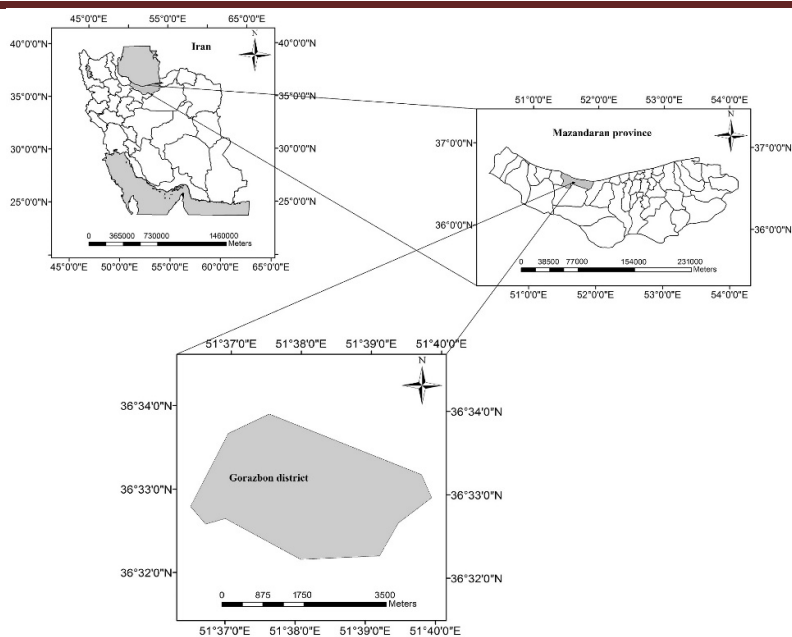 45°0'0"E 55°0'0"E 65°0'0"E
40°0'0"N Iran N 40°0'0"N
35°0'0"N 35°0'0"N
30°0'0"N 30°0'0"N
25°0'0"N 25°0'0"N
0 365000 730000 1460000
Meters
45°0'0"E 50°0'0"E 55°0'0"E 60°0'0"E 65°0'0"E
51°0'0"E 52°0'0"E 53°0'0"E 54°0'0"E
Mazandaran province N
37°0'0"N 37°0'0"N
36°0'0"N 36°0'0"N
0 38500 77000 154000 231000
Meters
51°0'0"E 52°0'0"E 53°0'0"E 54°0'0"E
51°37'0"E 51°38'0"E 51°39'0"E 51°40'0"E
N
36°34'0"N 36°34'0"N
Gorazbon district
36°33'0"N 36°33'0"N
36°32'0"N 36°32'0"N
0 875 1750 3500
Meters
51°37'0"E 51°38'0"E 51°39'0"E 51°40'0"E